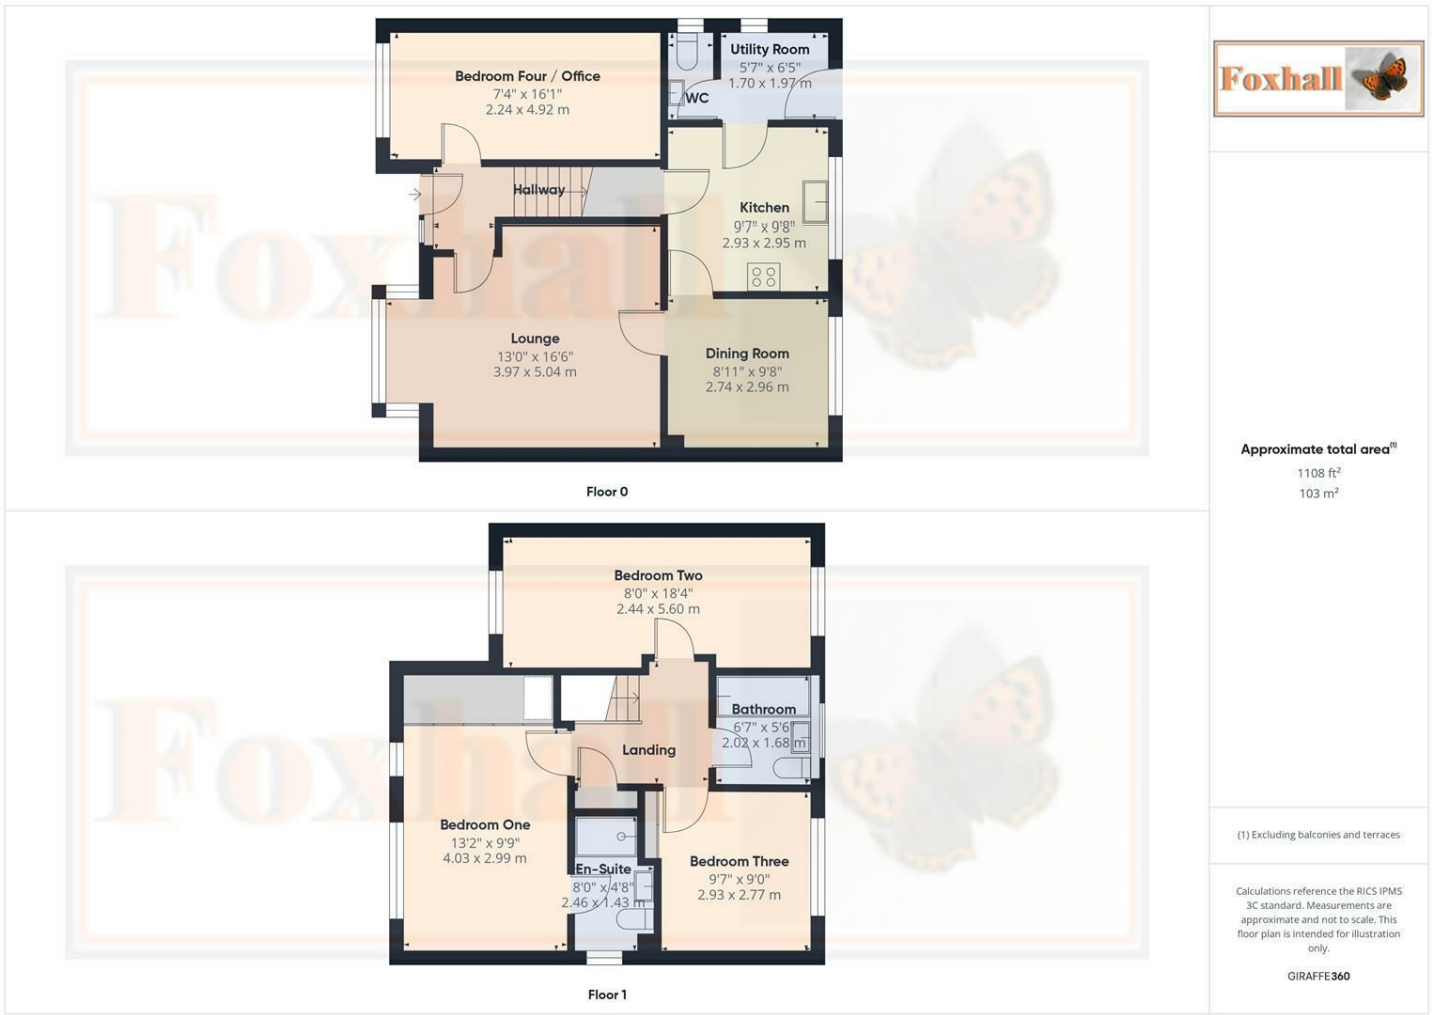 Bedroom Four / Office
7'4" x 16'1"
2.24 x 4.92 m
WC
Utility Room
5'7" x 6'5"
1.70 x 1.97 m
Hallway
Kitchen
9'7" x 9'8"
2.93 x 2.95 m
Lounge
13'0" x 16'6"
3.97 x 5.04 m
Dining Room
8'11" x 9'8"
2.74 x 2.96 m
Foxhall
Floor 0
Bedroom Two
8'0" x 18'4"
2.44 x 5.60 m
Bathroom
6'7" x 5'6"
2.02 x 1.68 m
Landing
Bedroom One
13'2" x 9'9"
4.03 x 2.99 m
En-Suite
8'0" x 4'8"
2.46 x 1.43 m
Bedroom Three
9'7" x 9'0"
2.93 x 2.77 m
Foxhall
Floor 1
Foxhall
Approximate total area(1)
1108 ft²
103 m²
(1) Excluding balconies and terraces
Calculations reference the RICS IPMS
3C standard. Measurements are
approximate and not to scale. This
floor plan is intended for illustration
only.
GIRAFFE360